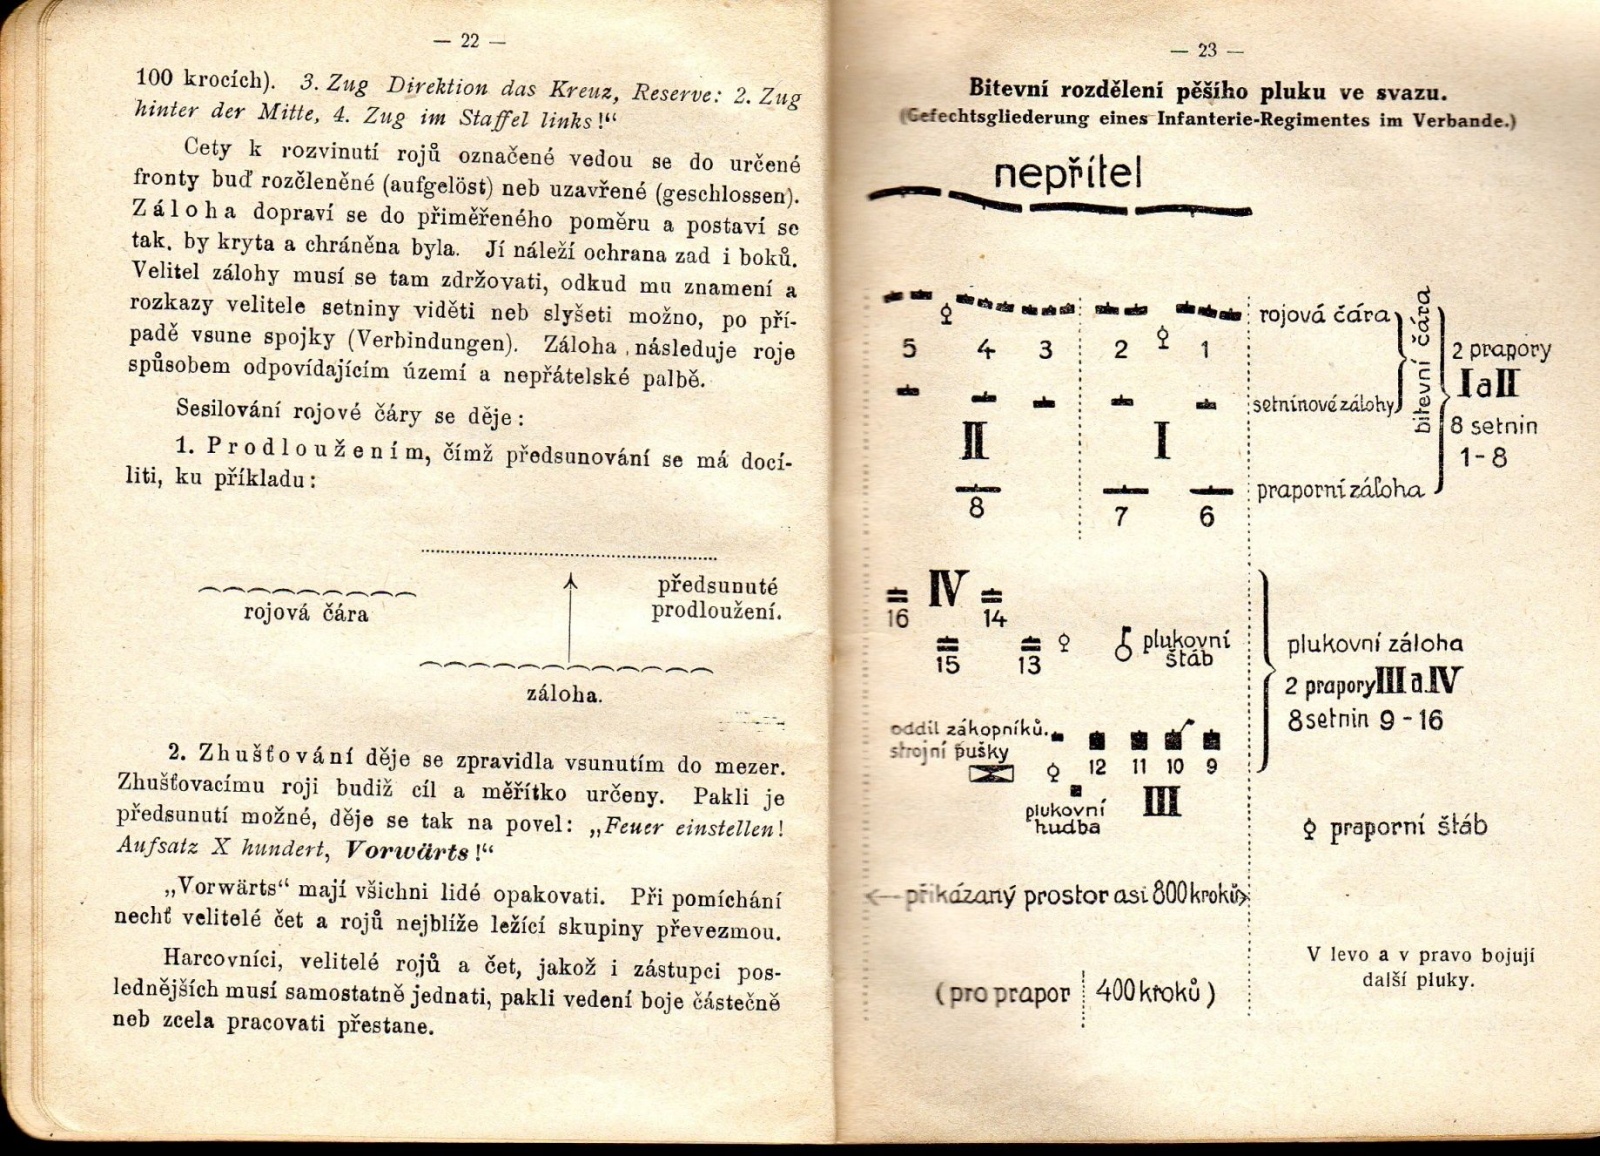 — 22 —
100 krocích). 3. Zug Direktion das Kreuz, Reserve: 2. Zug
hinter der Mitte, 4. Zug im Staffel links!“
Cety k rozvinutí rojů označené vedou se do určené
fronty buď rozčleněné (aufgelöst) neb uzavřené (geschlossen).
Záloha dopraví se do přiměřeného poměru a postaví se
tak, by kryta a chráněna byla. Jí náleží ochrana zad i boků.
Velitel zálohy musí se tam zdržovati, odkud mu znamení a
rozkazy velitele setniny viděti neb slyšeti možno, po pří-
padě vsune spojky (Verbindungen). Záloha následuje roje
spůsobem odpovídajícím území a nepřátelské palbě.
Sesilování rojové čáry se děje:
1. Prodloužením, čímž předsunování se má docí-
liti, ku příkladu:
rojová čára
předsunuté
prodloužení.
záloha.
2. Zhušťování děje se zpravidla vsunutím do mezer.
Zhušťovacímu roji budiž cíl a měřítko určeny. Pakli je
předsunutí možné, děje se tak na povel: „Feuer einstellen!
Aufsatz X hundert, Vorwärts!“
„Vorwärts“ mají všichni lidé opakovati. Při pomíchání
nechť velitelé čet a rojů nejblíže ležící skupiny převezmou.
Harcovníci, velitelé rojů a čet, jakož i zástupci pos-
lednějších musí samostatně jednati, pakli vedení boje částečně
neb zcela pracovati přestane.
— 23 —
Bitevní rozdělení pěšího pluku ve svazu.
(Gefechtsgliederung eines Infanterie-Regimentes im Verbande.)
nepřítel
rojová čára
5 4 3 2 1
setninové zálohy
bitevní čára
2 prapory
I a II
8 setnin
1-8
II I
praporní záloha
8 7 6
IV
16 14
15 13
plukovní
štáb
plukovní záloha
2 prapory III a IV
8 setnin 9-16
oddíl zákopníků.
strojní pušky
12 11 10 9
plukovní
hudba
III
praporní štáb
přikázaný prostor asi 800 kroků
(pro prapor 400 kroků)
V levo a v pravo bojují
další pluky.